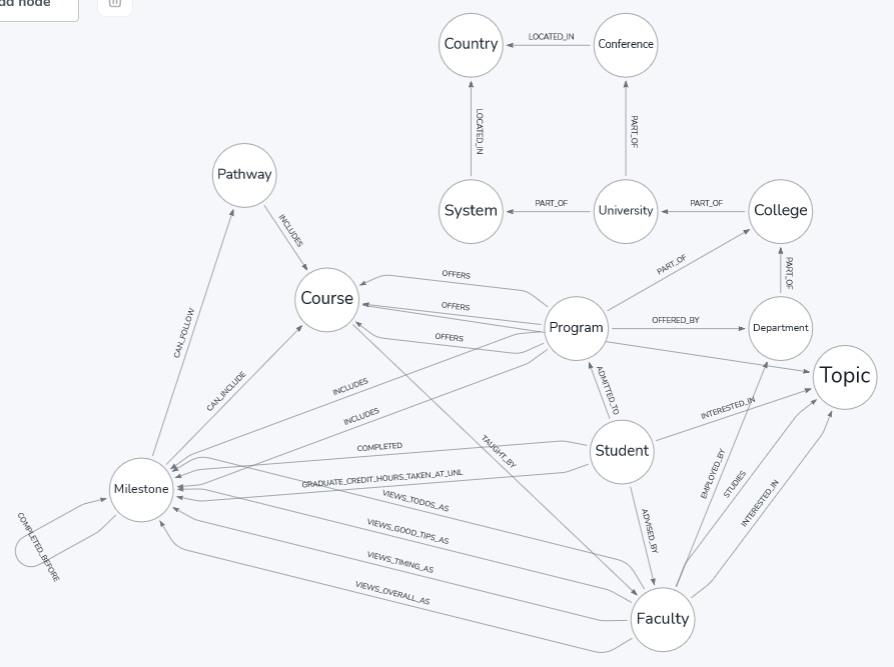 node
Country
LOCATED_IN
Conference
LOCATED_IN
PART_OF
Pathway
System
PART_OF
University
PART_OF
College
INCLUDES
PART_OF
PART_OF
Course
OFFERS
OFFERS
OFFERS
Program
OFFERED_BY
Department
CAN_FOLLOW
Topic
CAN_INCLUDE
INCLUDES
INCLUDES
ADMITTED_TO
INTERESTED_IN
COMPLETED
Student
TAUGHT_BY
GRADUATE_CREDIT_HOURS_TAKEN_AT_UNL
EMPLOYED_BY
STUDIES
INTERESTED_IN
Milestone
VIEWS_TODOS_AS
VIEWS_GOOD_TIPS_AS
ADVISED_BY
COMPLETED_BEFORE
VIEWS_TIMING_AS
VIEWS_OVERALL_AS
Faculty